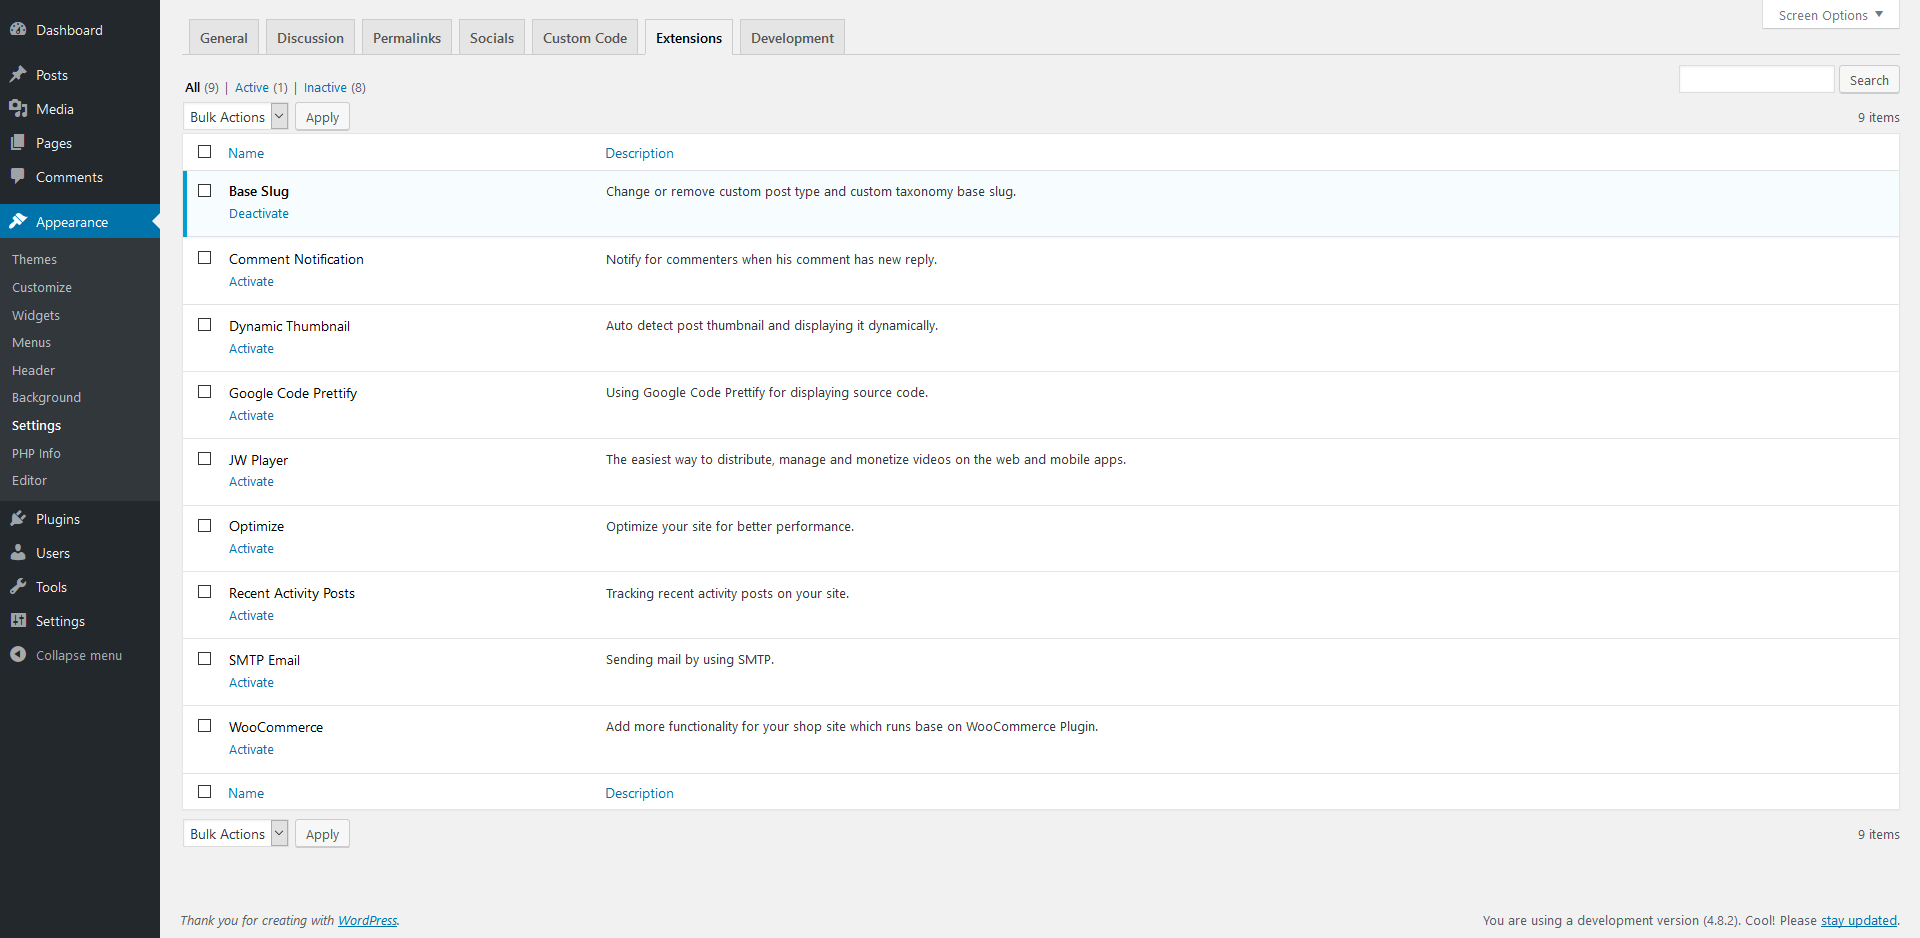 Dashboard
Posts
Media
Pages
Comments
Appearance
Themes
Customize
Widgets
Menus
Header
Background
Settings
PHP Info
Editor
Plugins
Users
Tools
Settings
Collapse menu
Screen Options
General
Discussion
Permalinks
Socials
Custom Code
Extensions
Development
All (9) | Active (1) | Inactive (8)
Search
Bulk Actions
Apply
9 items
Name
Description
Base Slug
Change or remove custom post type and custom taxonomy base slug.
Deactivate
Comment Notification
Notify for commenters when his comment has new reply.
Activate
Dynamic Thumbnail
Auto detect post thumbnail and displaying it dynamically.
Activate
Google Code Prettify
Using Google Code Prettify for displaying source code.
Activate
JW Player
The easiest way to distribute, manage and monetize videos on the web and mobile apps.
Activate
Optimize
Optimize your site for better performance.
Activate
Recent Activity Posts
Tracking recent activity posts on your site.
Activate
SMTP Email
Sending mail by using SMTP.
Activate
WooCommerce
Add more functionality for your shop site which runs base on WooCommerce Plugin.
Activate
Name
Description
Bulk Actions
Apply
9 items
Thank you for creating with WordPress.
You are using a development version (4.8.2). Cool! Please stay updated.